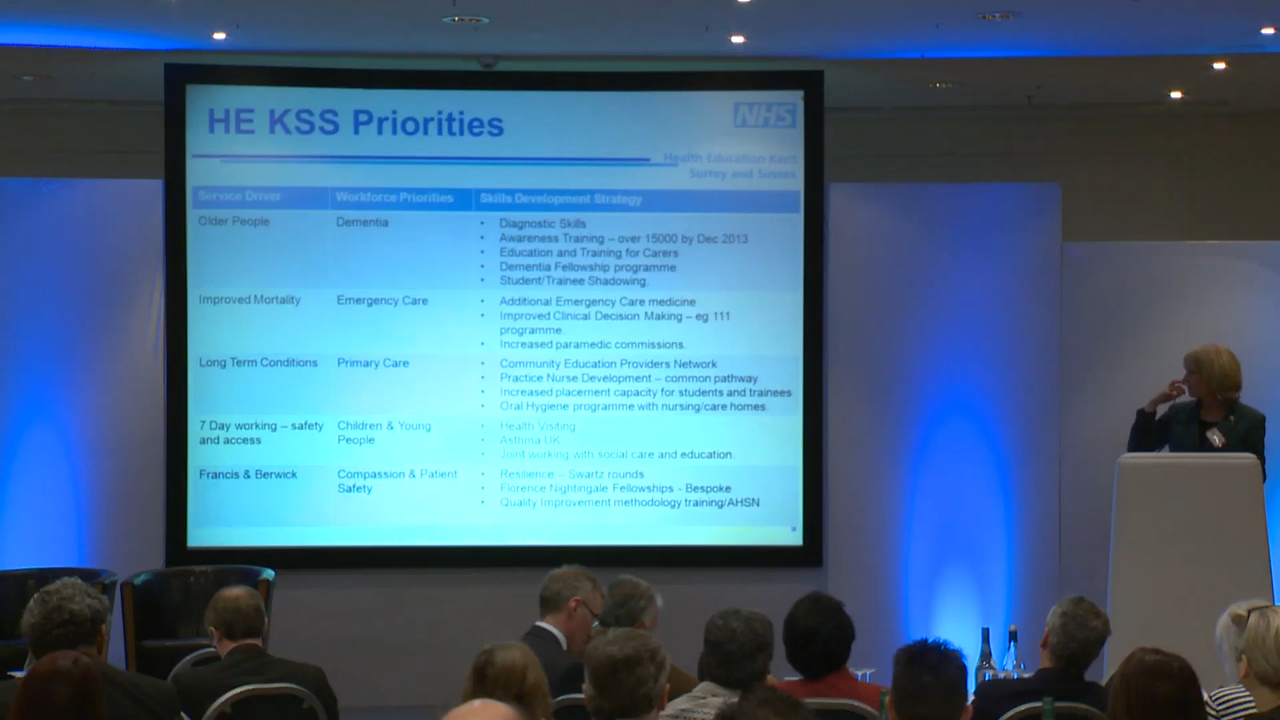 HE KSS Priorities
NHS
Health Education Kent
Surrey and Sussex
Service Driver Workforce Priorities Skills Development Strategy
Older People Dementia • Diagnostic Skills
• Awareness Training – over 15000 by Dec 2013
• Education and Training for Carers
• Dementia Fellowship programme
• Student/Trainee Shadowing.
Improved Mortality Emergency Care • Additional Emergency Care medicine
• Improved Clinical Decision Making – eg 111
programme.
• Increased paramedic commissions.
Long Term Conditions Primary Care • Community Education Providers Network
• Practice Nurse Development – common pathway
• Increased placement capacity for students and trainees
• Oral Hygiene programme with nursing/care homes.
7 Day working – safety Children & Young • Health Visiting
and access People • Asthma UK
• Joint working with social care and education.
Francis & Berwick Compassion & Patient • Resilience – Swartz rounds
Safety • Florence Nightingale Fellowships - Bespoke
• Quality Improvement methodology training/AHSN